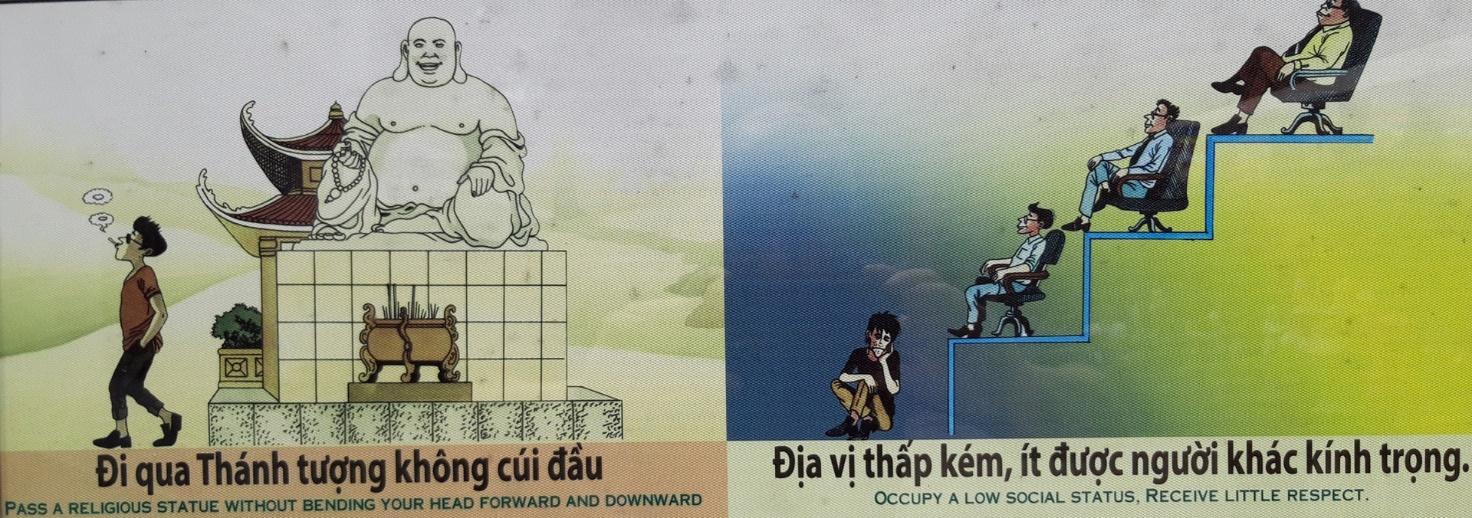 Đi qua Thánh tượng không cúi đầu
PASS A RELIGIOUS STATUE WITHOUT BENDING YOUR HEAD FORWARD AND DOWNWARD
Địa vị thấp kém, ít được người khác kính trọng.
OCCUPY A LOW SOCIAL STATUS, RECEIVE LITTLE RESPECT.